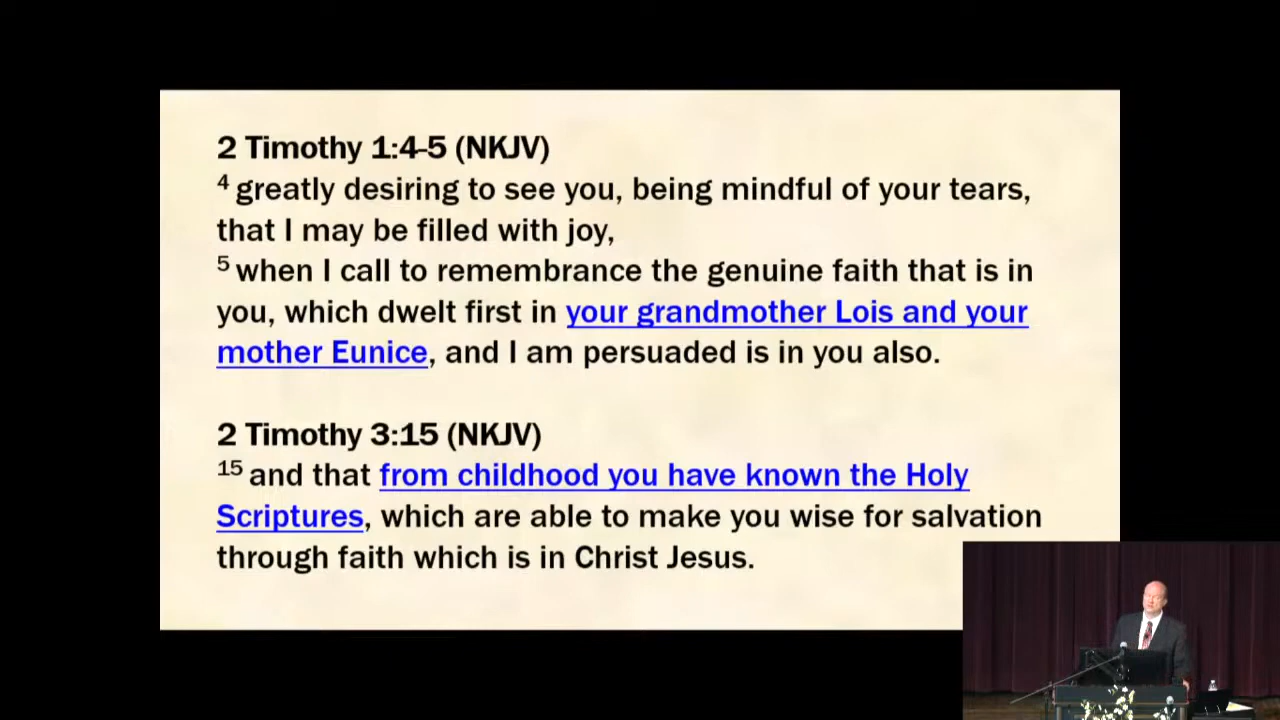 2 Timothy 1:4-5 (NKJV)
4 greatly desiring to see you, being mindful of your tears,
that I may be filled with joy,
5 when I call to remembrance the genuine faith that is in
you, which dwelt first in your grandmother Lois and your
mother Eunice, and I am persuaded is in you also.
2 Timothy 3:15 (NKJV)
15 and that from childhood you have known the Holy
Scriptures, which are able to make you wise for salvation
through faith which is in Christ Jesus.